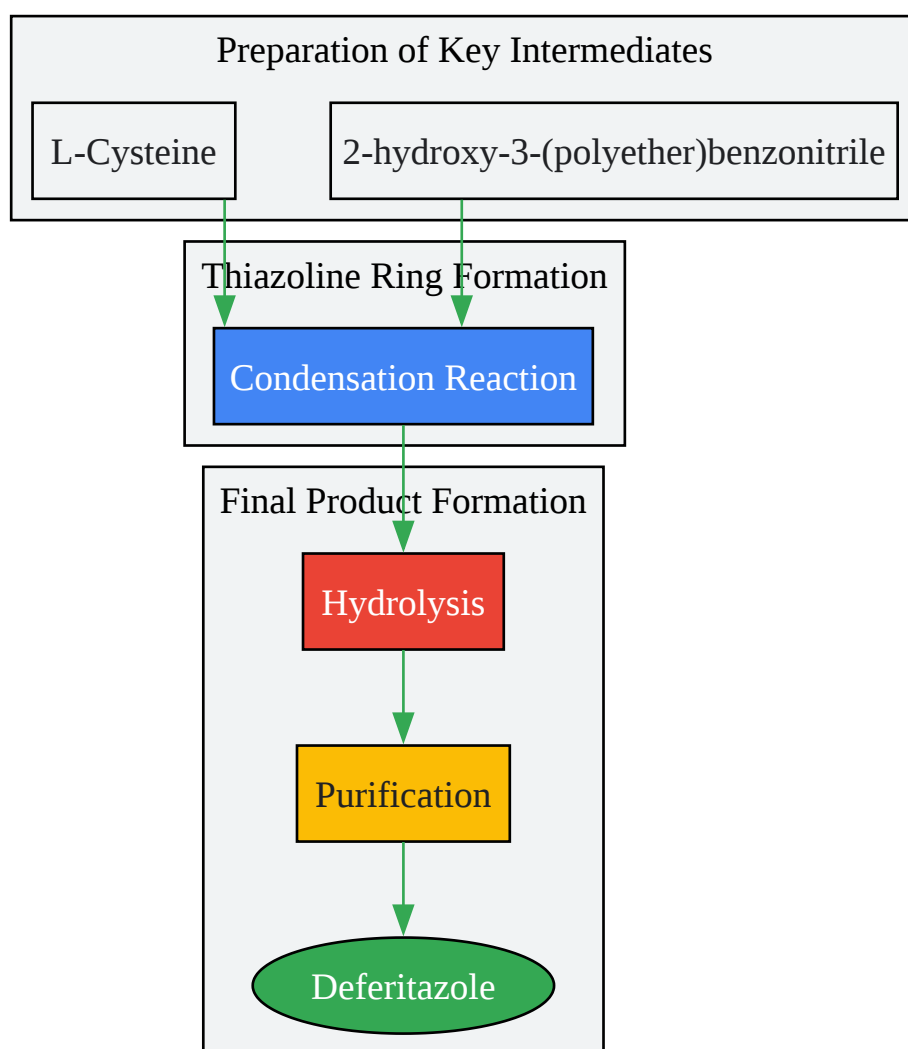 Preparation of Key Intermediates
L-Cysteine
2-hydroxy-3-(polyether)benzonitrile
Thiazoline Ring Formation
Condensation Reaction
Final Product Formation
Hydrolysis
Purification
Deferitazole